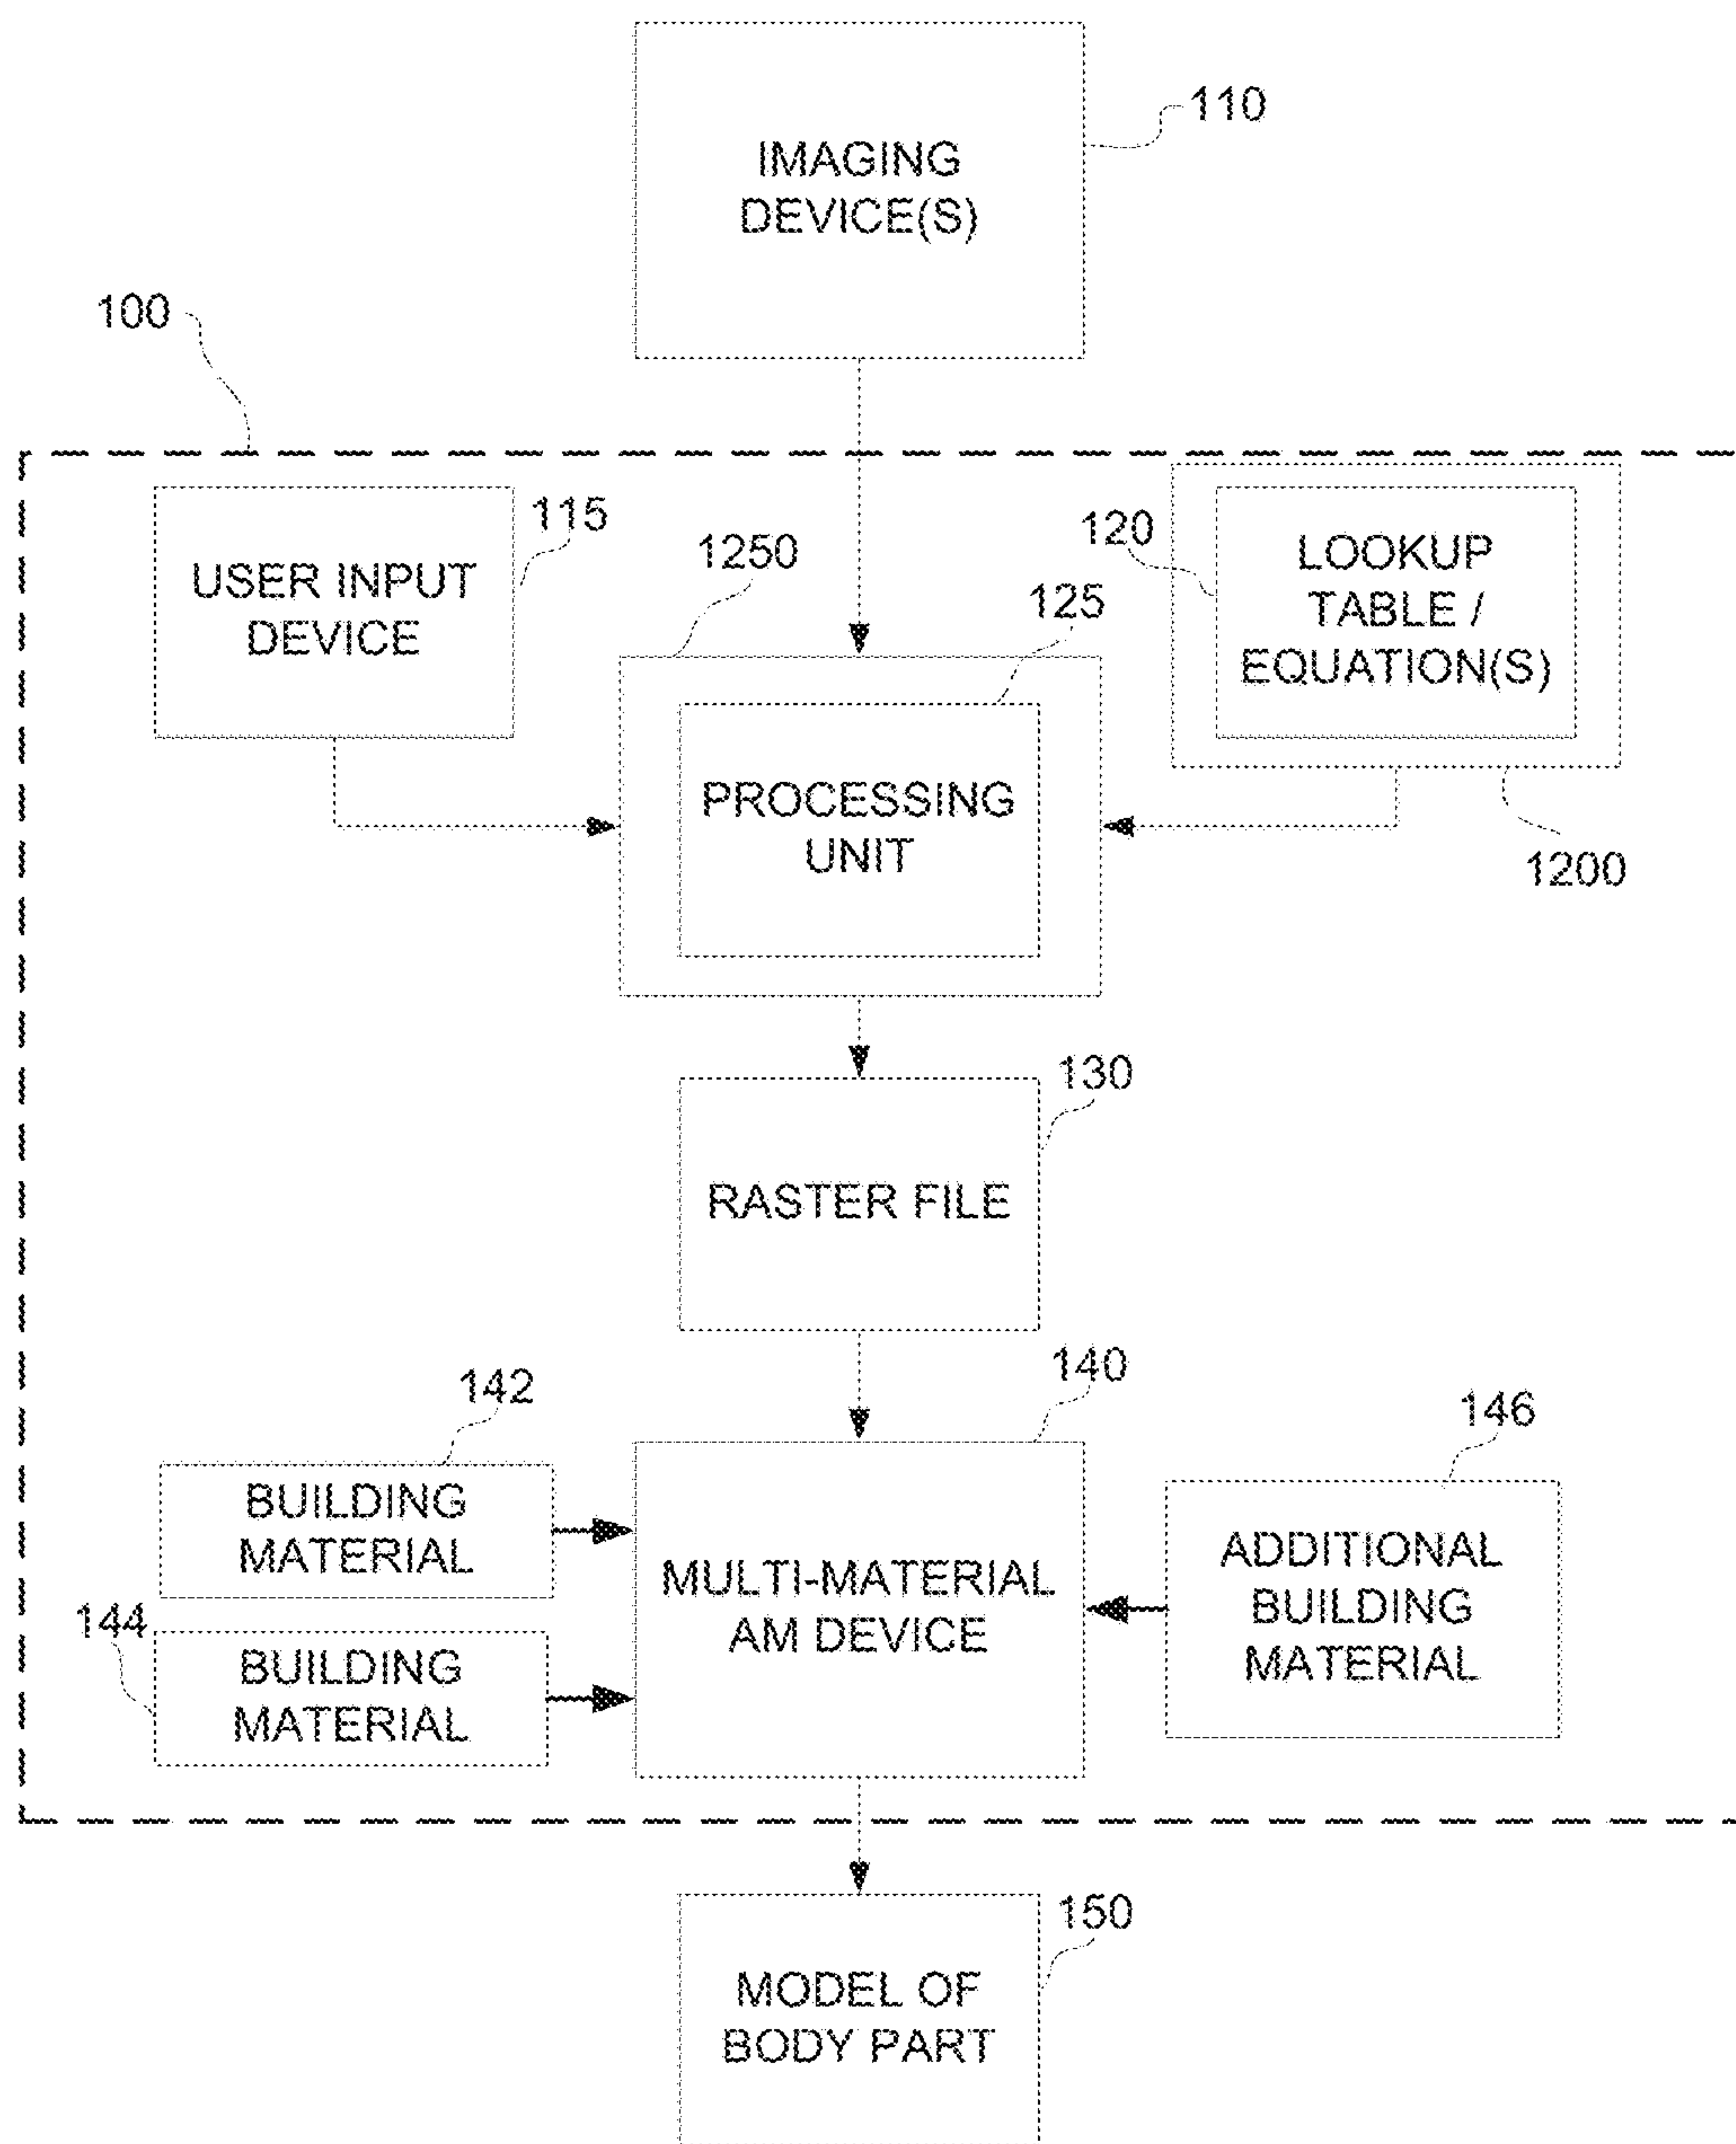 110
IMAGING
DEVICE(S)
100
115
USER INPUT
DEVICE
1250
125
120
LOOKUP
TABLE /
EQUATION(S)
PROCESSING
UNIT
1200
130
RASTER FILE
140
142
BUILDING
MATERIAL
146
MULTI-MATERIAL
AM DEVICE
ADDITIONAL
BUILDING
MATERIAL
144
BUILDING
MATERIAL
150
MODEL OF
BODY PART